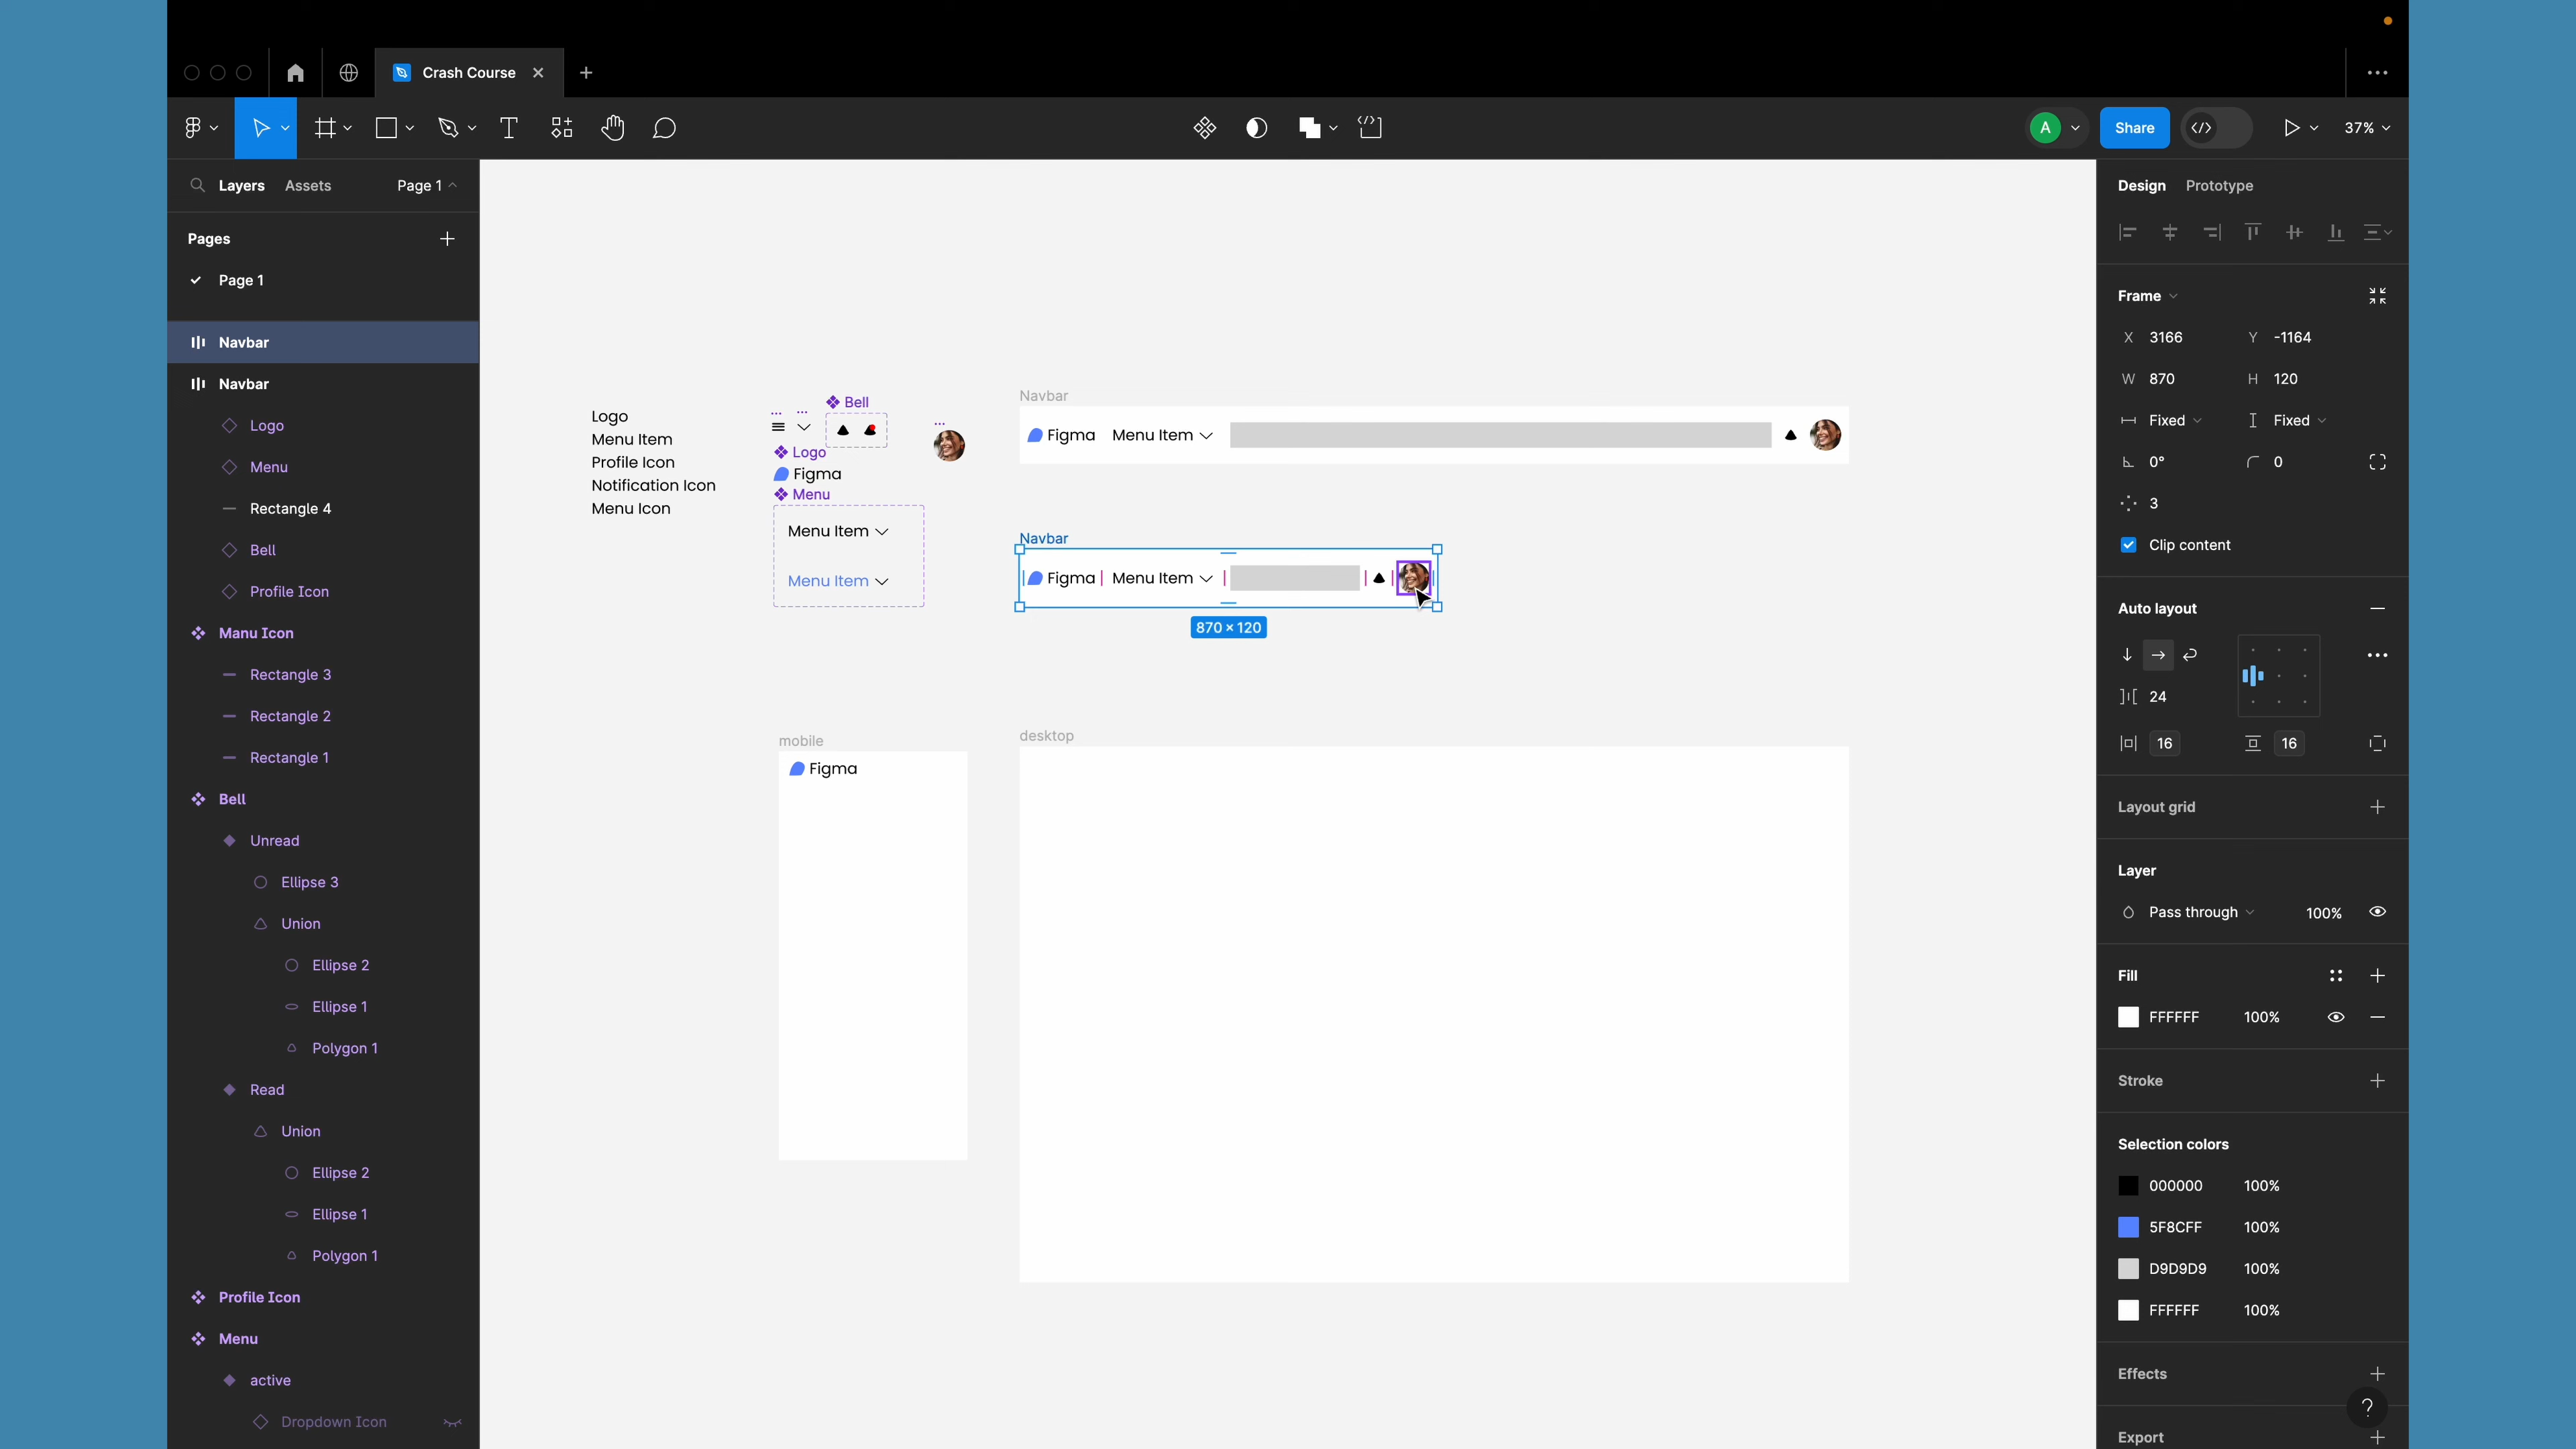 Crash Course
A
Share
37%
Layers Assets Page 1
Pages
Page 1
Navbar
Navbar
Logo
Menu
Rectangle 4
Bell
Profile Icon
Manu Icon
Rectangle 3
Rectangle 2
Rectangle 1
Bell
Unread
Ellipse 3
Union
Ellipse 2
Ellipse 1
Polygon 1
Read
Union
Ellipse 2
Ellipse 1
Polygon 1
Profile Icon
Menu
active
Dropdown Icon
Logo
Menu Item
Profile Icon
Notification Icon
Menu Icon
Bell
Logo
Figma
Menu
Menu Item
Menu Item
Navbar
Figma Menu Item
Navbar
Figma Menu Item
870 × 120
mobile
Figma
desktop
Design Prototype
Frame
X 3166 Y -1164
W 870 H 120
Fixed Fixed
0° 0
3
Clip content
Auto layout
24
16 16
Layout grid
Layer
Pass through 100%
Fill
FFFFFF 100%
Stroke
Selection colors
000000 100%
5F8CFF 100%
D9D9D9 100%
FFFFFF 100%
Effects
?
Export